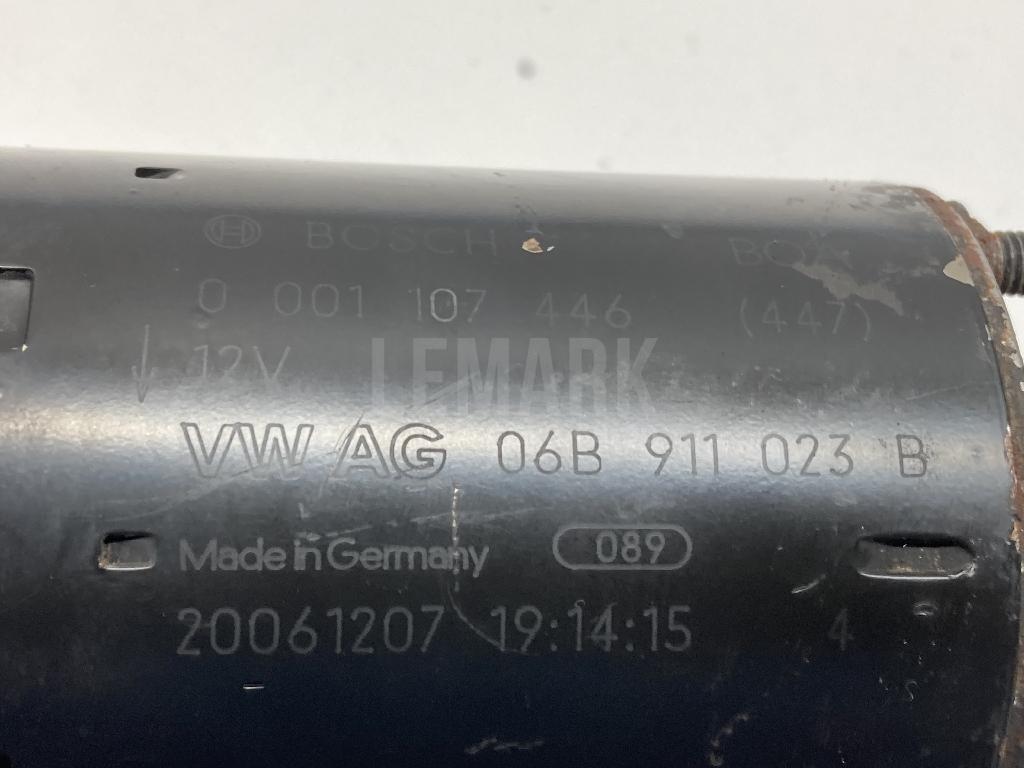 BOSCH BOA
0 001 107 446 (447)
12V
LEMARK
VW AG 06B 911 023 B
Made in Germany 089
20061207 19:14:15 4